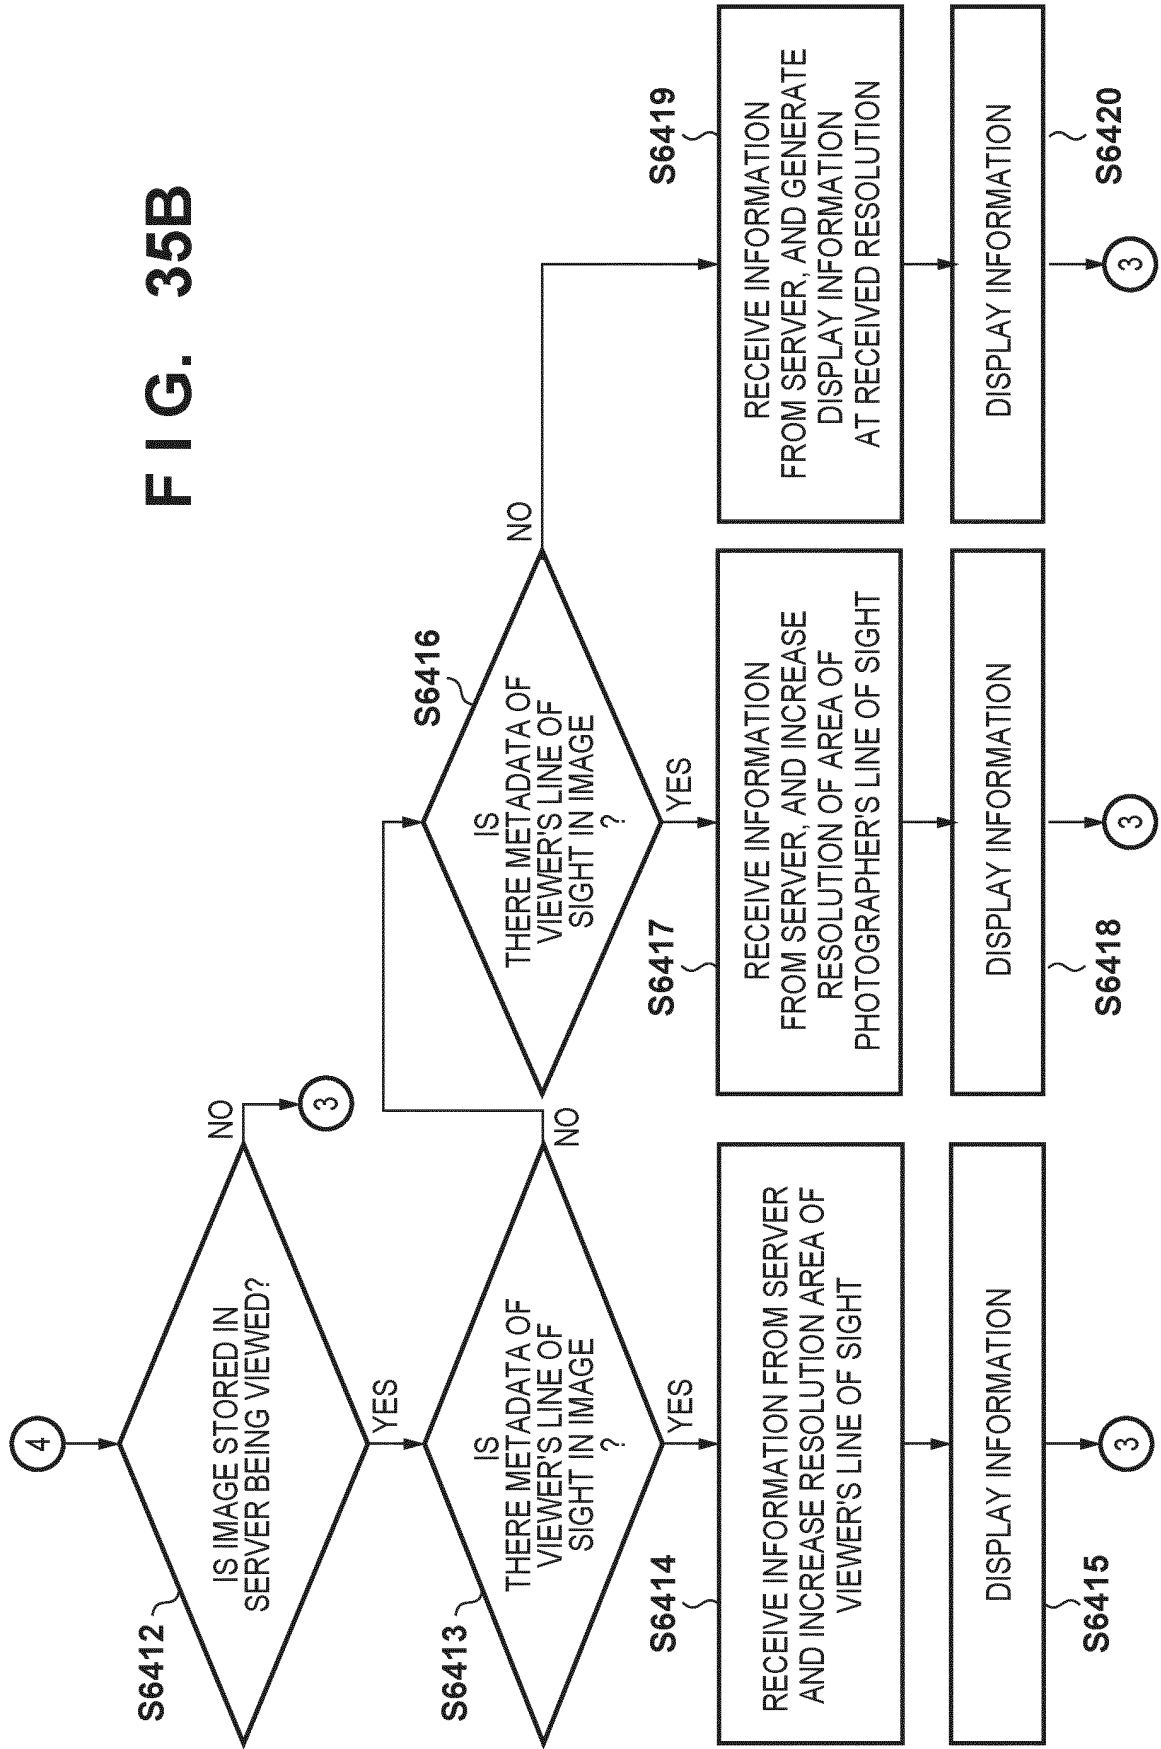 F I G. 35B
4
S6412
IS IMAGE STORED IN
SERVER BEING VIEWED?
NO
3
YES
S6413
IS
THERE METADATA OF
VIEWER'S LINE OF
SIGHT IN IMAGE
?
NO
YES
S6414
RECEIVE INFORMATION FROM SERVER
AND INCREASE RESOLUTION AREA OF
VIEWER'S LINE OF SIGHT
DISPLAY INFORMATION
S6415
3
S6416
IS
THERE METADATA OF
VIEWER'S LINE OF
SIGHT IN IMAGE
?
NO
YES
S6417
RECEIVE INFORMATION
FROM SERVER, AND INCREASE
RESOLUTION OF AREA OF
PHOTOGRAPHER'S LINE OF SIGHT
DISPLAY INFORMATION
S6418
3
S6419
RECEIVE INFORMATION
FROM SERVER, AND GENERATE
DISPLAY INFORMATION
AT RECEIVED RESOLUTION
DISPLAY INFORMATION
S6420
3